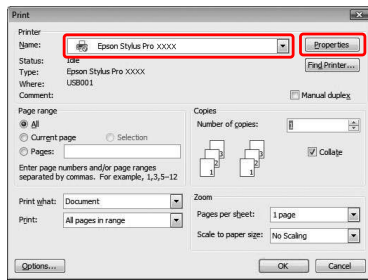 Print
Printer
Name: Epson Stylus Pro XXXX Properties
Status: Idle Find Printer...
Type: Epson Stylus Pro XXXX
Where: USB001
Comment: Manual duplex
Page range
All
Current page Selection
Pages:
Enter page numbers and/or page ranges
separated by commas. For example, 1,3,5–12
Copies
Number of copies: 1
Collate
Print what: Document
Print: All pages in range
Zoom
Pages per sheet: 1 page
Scale to paper size: No Scaling
Options... OK Cancel